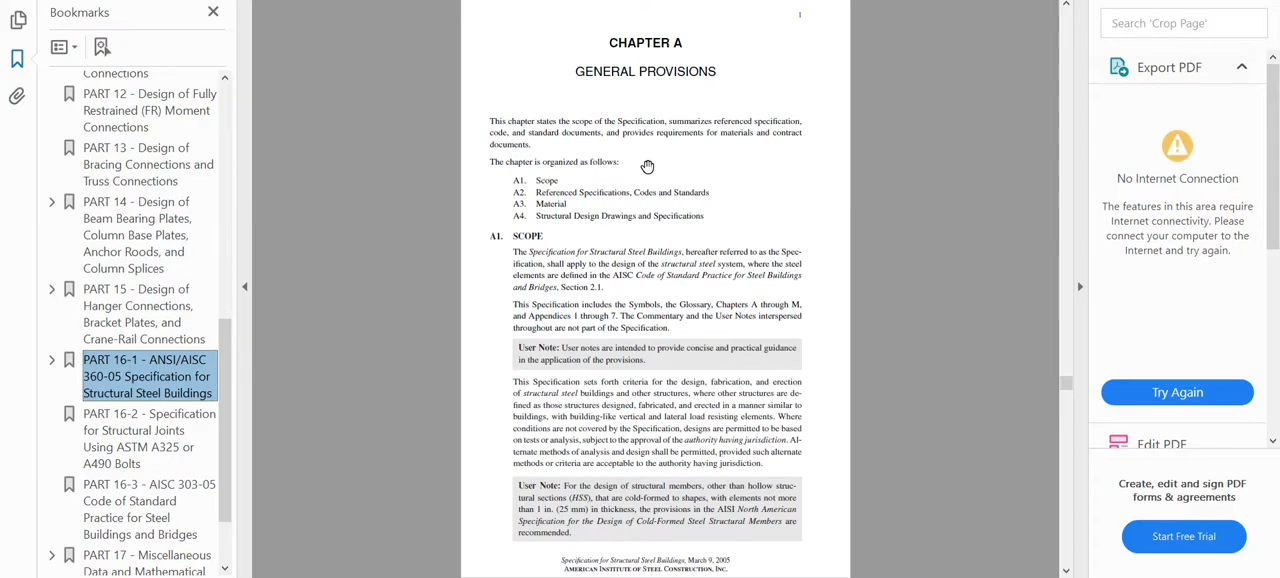 Bookmarks
Connections
PART 12 - Design of Fully
Restrained (FR) Moment
Connections
PART 13 - Design of
Bracing Connections and
Truss Connections
PART 14 - Design of
Beam Bearing Plates,
Column Base Plates,
Anchor Roods, and
Column Splices
PART 15 - Design of
Hanger Connections,
Bracket Plates, and
Crane-Rail Connections
PART 16-1 - ANSI/AISC
360-05 Specification for
Structural Steel Buildings
PART 16-2 - Specification
for Structural Joints
Using ASTM A325 or
A490 Bolts
PART 16-3 - AISC 303-05
Code of Standard
Practice for Steel
Buildings and Bridges
PART 17 - Miscellaneous
Data and Mathematical
1
CHAPTER A
GENERAL PROVISIONS
This chapter states the scope of the Specification, summarizes referenced specification,
code, and standard documents, and provides requirements for materials and contract
documents.
The chapter is organized as follows:
A1. Scope
A2. Referenced Specifications, Codes and Standards
A3. Material
A4. Structural Design Drawings and Specifications
A1. SCOPE
The Specification for Structural Steel Buildings, hereafter referred to as the Spec-
ification, shall apply to the design of the structural steel system, where the steel
elements are defined in the AISC Code of Standard Practice for Steel Buildings
and Bridges, Section 2.1.
This Specification includes the Symbols, the Glossary, Chapters A through M,
and Appendices 1 through 7. The Commentary and the User Notes interspersed
throughout are not part of the Specification.
User Note: User notes are intended to provide concise and practical guidance
in the application of the provisions.
This Specification sets forth criteria for the design, fabrication, and erection
of structural steel buildings and other structures, where other structures are de-
fined as those structures designed, fabricated, and erected in a manner similar to
buildings, with building-like vertical and lateral load resisting elements. Where
conditions are not covered by the Specification, designs are permitted to be based
on tests or analysis, subject to the approval of the authority having jurisdiction. Al-
ternate methods of analysis and design shall be permitted, provided such alternate
methods or criteria are acceptable to the authority having jurisdiction.
User Note: For the design of structural members, other than hollow struc-
tural sections (HSS), that are cold-formed to shapes, with elements not more
than 1 in. (25 mm) in thickness, the provisions in the AISI North American
Specification for the Design of Cold-Formed Steel Structural Members are
recommended.
Specification for Structural Steel Buildings, March 9, 2005
AMERICAN INSTITUTE OF STEEL CONSTRUCTION, INC.
Search 'Crop Page'
Export PDF
No Internet Connection
The features in this area require
Internet connectivity. Please
connect your computer to the
Internet and try again.
Try Again
Edit PDF
Create, edit and sign PDF
forms & agreements
Start Free Trial